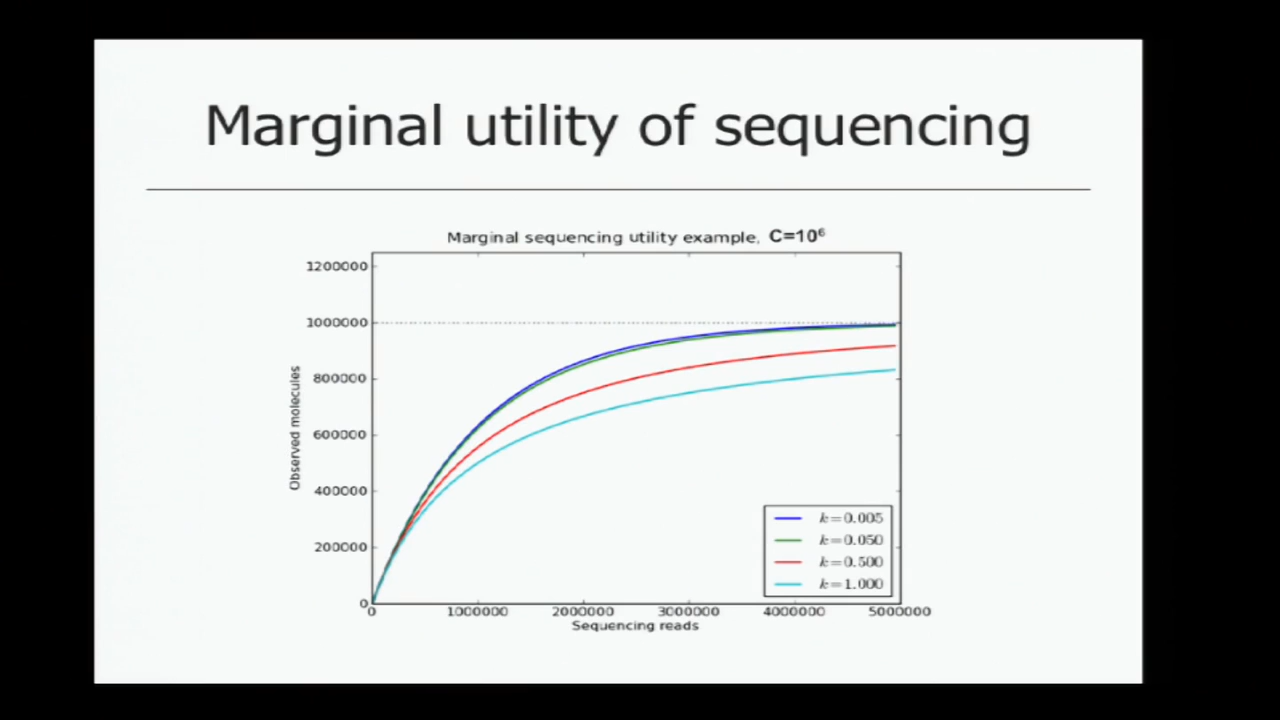 Marginal utility of sequencing
Marginal sequencing utility example, C=10⁶
1200000
1000000
800000
600000
400000
200000
0
Observed molecules
k=0.005
k=0.050
k=0.500
k=1.000
0 1000000 2000000 3000000 4000000 5000000
Sequencing reads